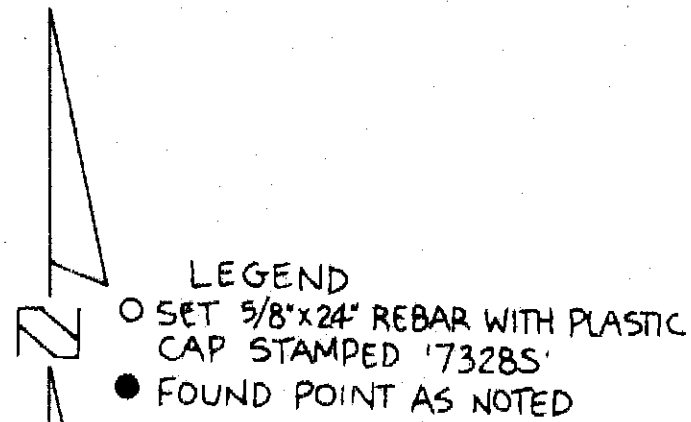 LEGEND
N
○ SET 5/8"x24" REBAR WITH PLASTIC
CAP STAMPED '7328S'
● FOUND POINT AS NOTED